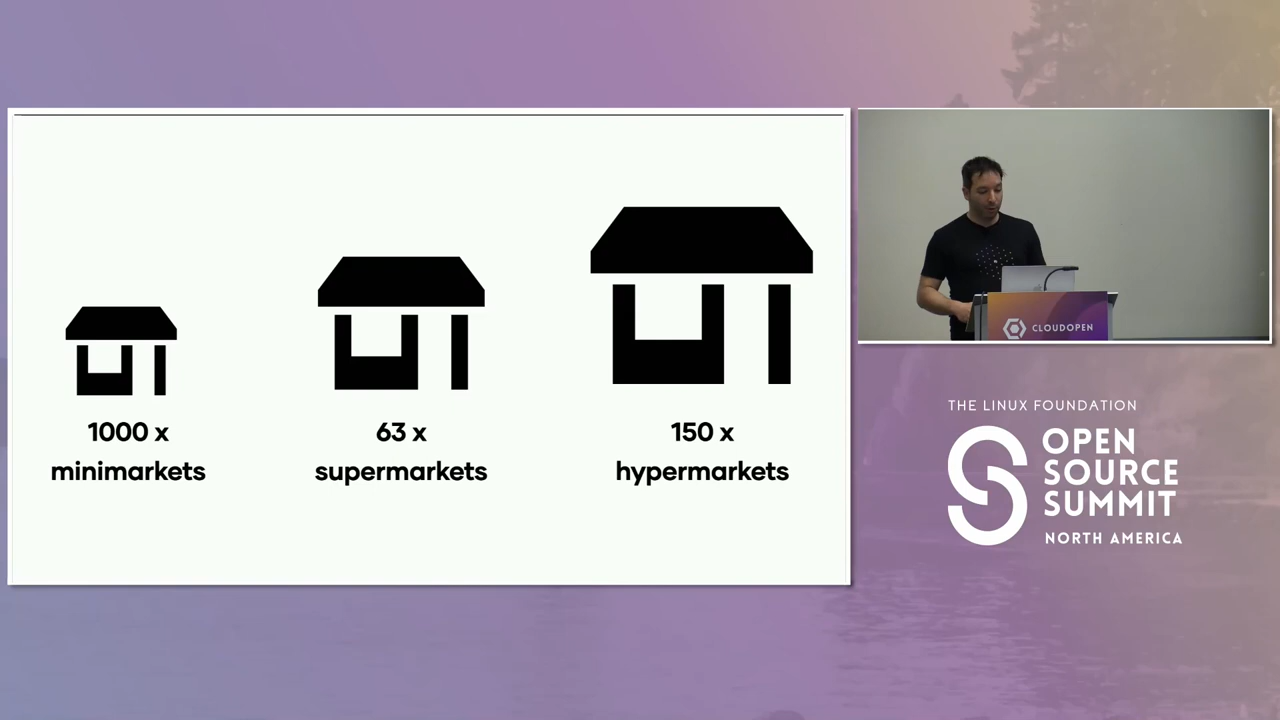 1000 x
minimarkets
63 x
supermarkets
150 x
hypermarkets
CLOUDOPEN
THE LINUX FOUNDATION
OPEN
SOURCE
SUMMIT
NORTH AMERICA